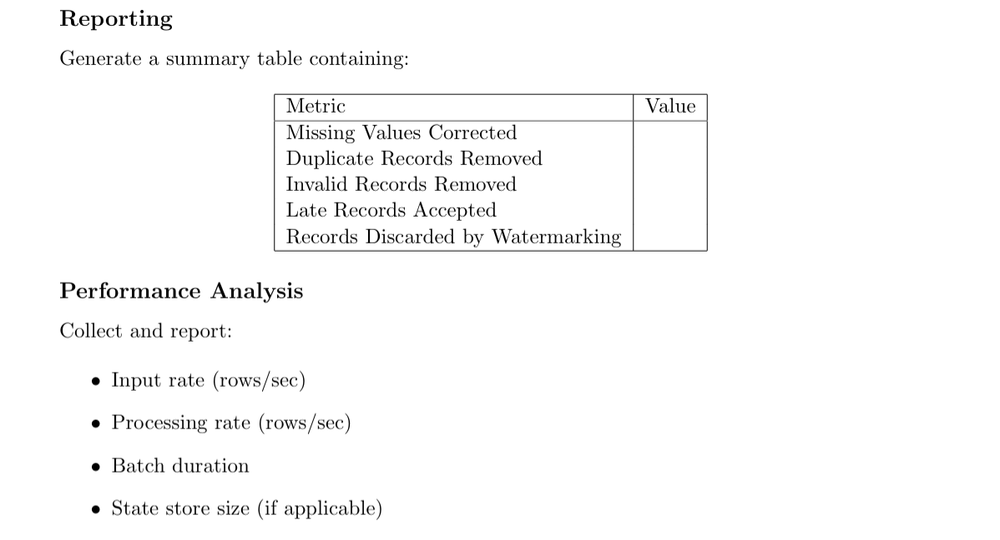 Reporting
Generate a summary table containing:
Metric Value
Missing Values Corrected
Duplicate Records Removed
Invalid Records Removed
Late Records Accepted
Records Discarded by Watermarking
Performance Analysis
Collect and report:
• Input rate (rows/sec)
• Processing rate (rows/sec)
• Batch duration
• State store size (if applicable)